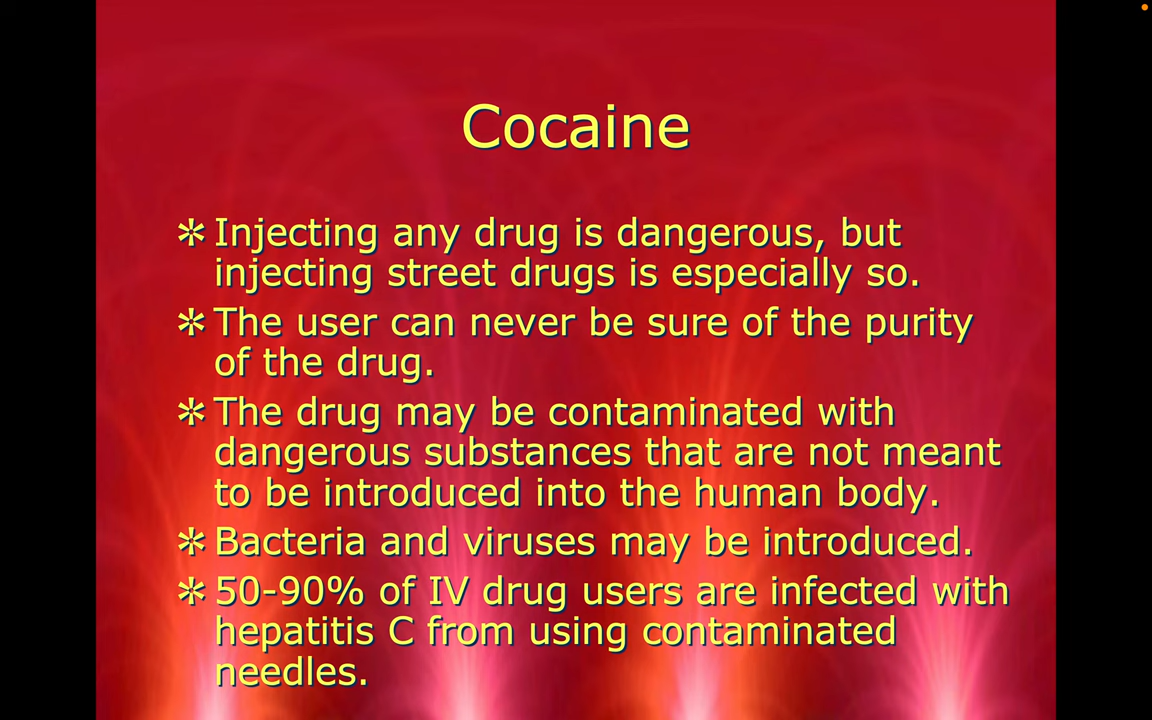 Cocaine
* Injecting any drug is dangerous, but
injecting street drugs is especially so.
* The user can never be sure of the purity
of the drug.
* The drug may be contaminated with
dangerous substances that are not meant
to be introduced into the human body.
* Bacteria and viruses may be introduced.
* 50-90% of IV drug users are infected with
hepatitis C from using contaminated
needles.